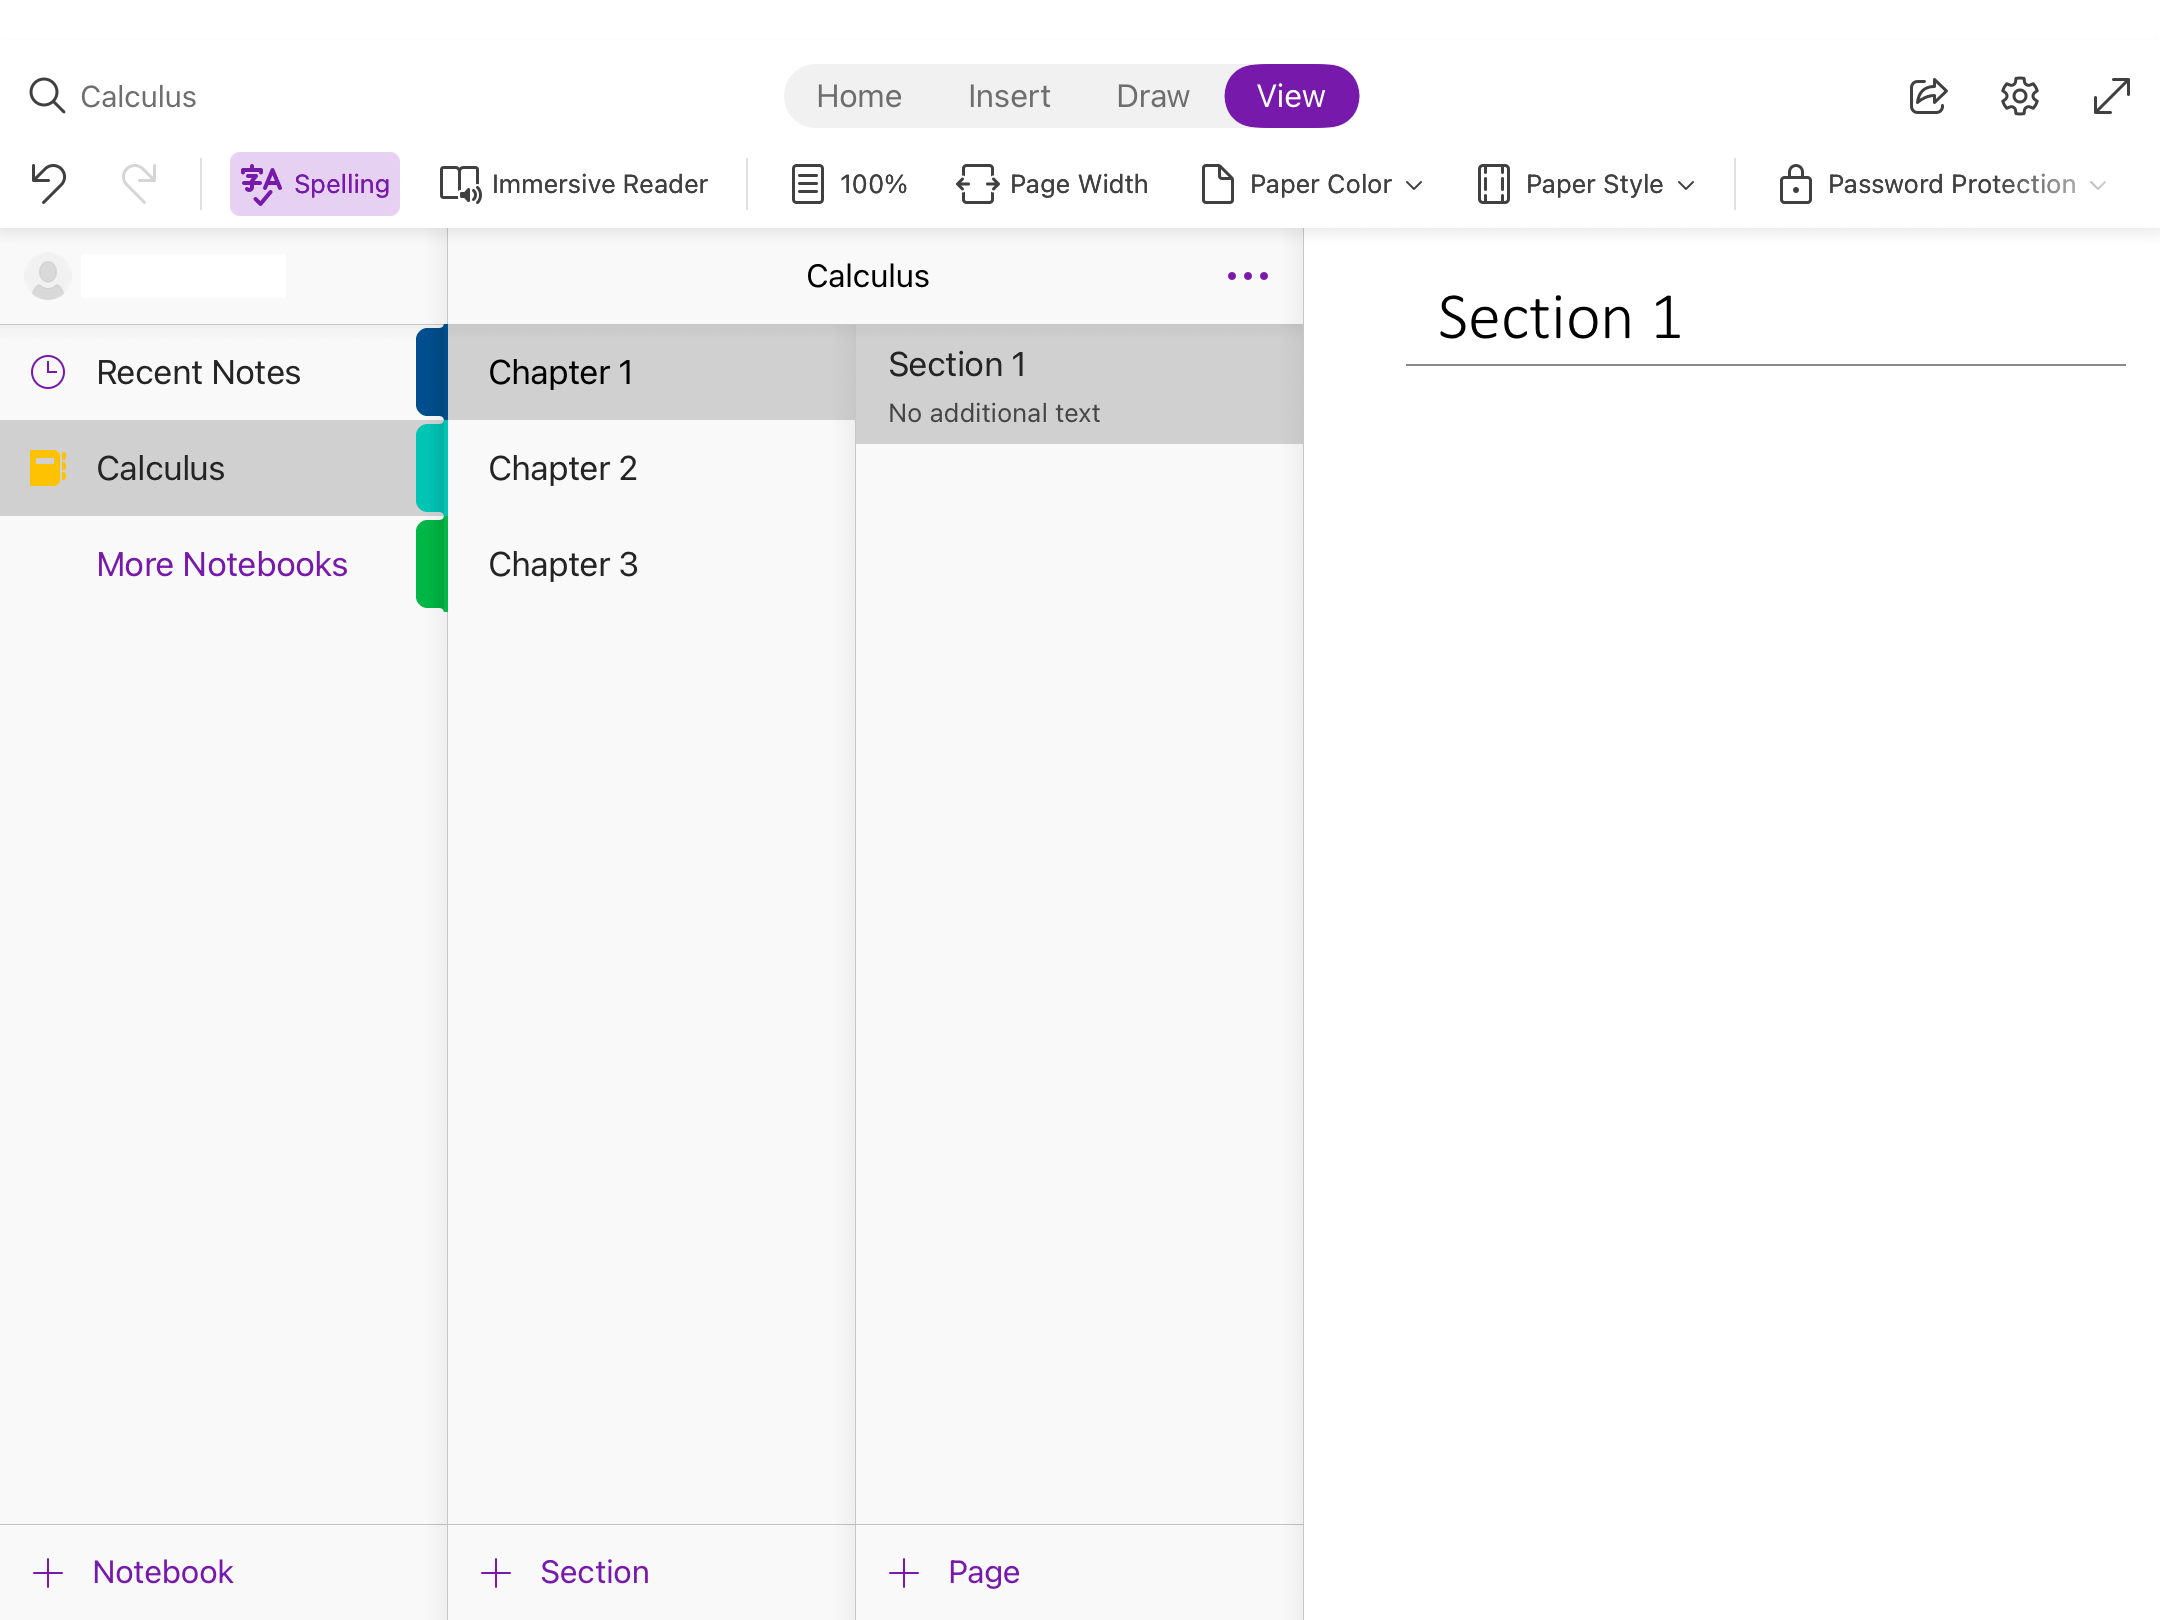 Calculus
Home Insert Draw View
Spelling Immersive Reader 100% Page Width Paper Color Paper Style Password Protection
Calculus
Recent Notes
Calculus
More Notebooks
Chapter 1
Chapter 2
Chapter 3
Section 1
No additional text
Section 1
Notebook
Section
Page